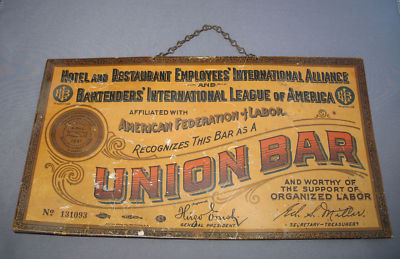 HOTEL AND RESTAURANT EMPLOYEES' INTERNATIONAL ALLIANCE
AND
BARTENDERS' INTERNATIONAL LEAGUE OF AMERICA
AFFILIATED WITH
AMERICAN FEDERATION of LABOR
RECOGNIZES THIS BAR AS A
UNION BAR
AND WORTHY OF
THE SUPPORT OF
ORGANIZED LABOR
No 131093
GENERAL PRESIDENT.
SECRETARY-TREASURER